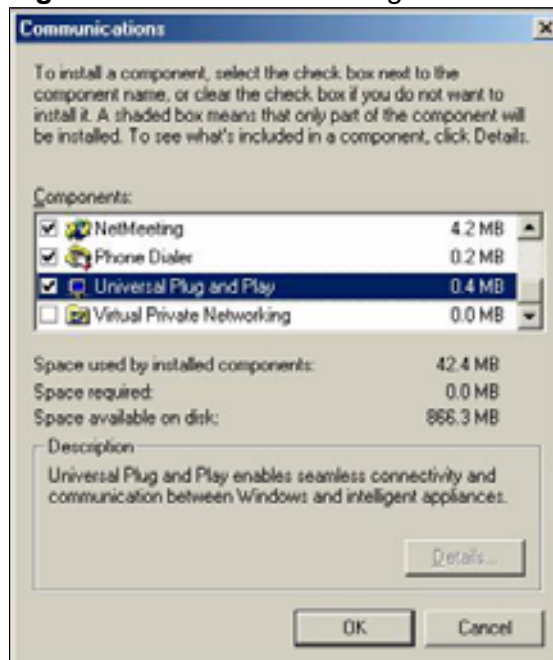 Communications
To install a component, select the check box next to the
component name, or clear the check box if you do not want to
install it. A shaded box means that only part of the component will
be installed. To see what's included in a component, click Details.
Components:
NetMeeting 4.2 MB
Phone Dialer 0.2 MB
Universal Plug and Play 0.4 MB
Virtual Private Networking 0.0 MB
Space used by installed components: 42.4 MB
Space required: 0.0 MB
Space available on disk: 866.3 MB
Description
Universal Plug and Play enables seamless connectivity and
communication between Windows and intelligent appliances.
Details...
OK Cancel